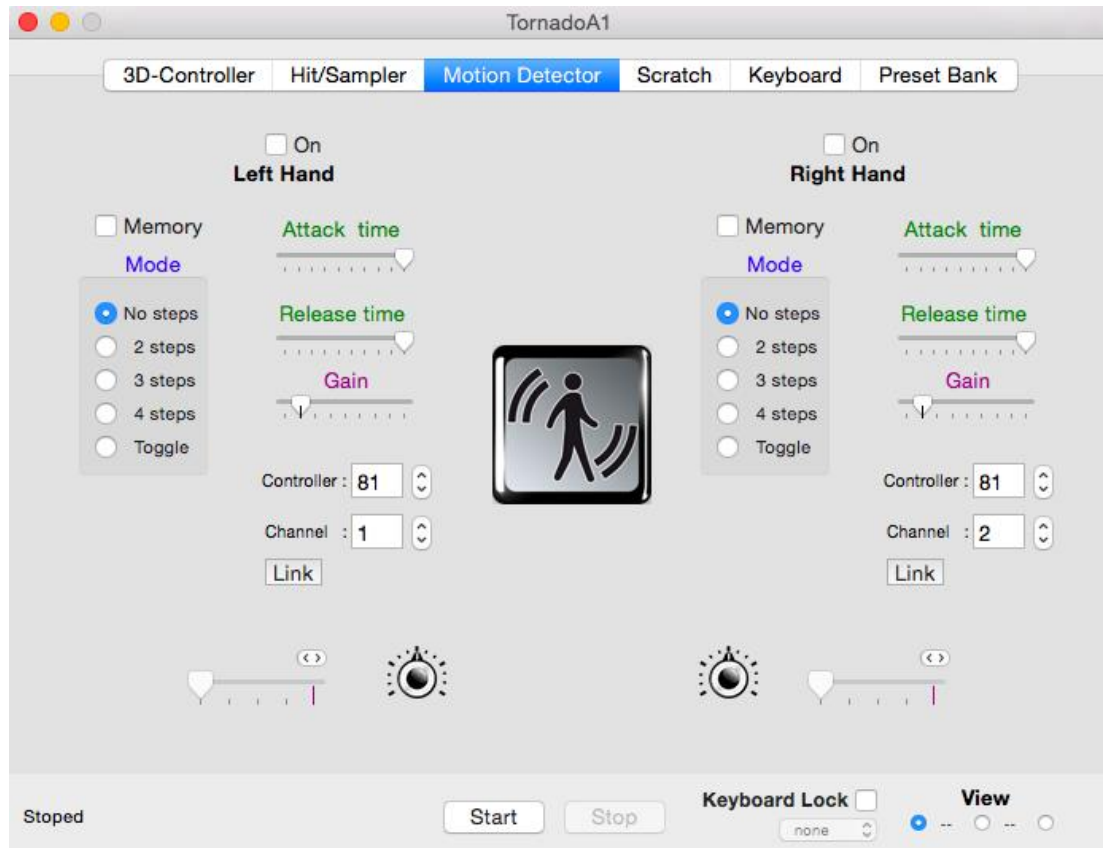 TornadoA1
3D-Controller Hit/Sampler Motion Detector Scratch Keyboard Preset Bank
On On
Left Hand Right Hand
Memory Attack time Memory Attack time
Mode Mode
No steps Release time No steps Release time
2 steps 2 steps
3 steps Gain 3 steps Gain
4 steps 4 steps
Toggle Toggle
Controller : 81 Controller : 81
Channel : 1 Channel : 2
Link Link
Keyboard Lock View
Stoped Start Stop
none -- --